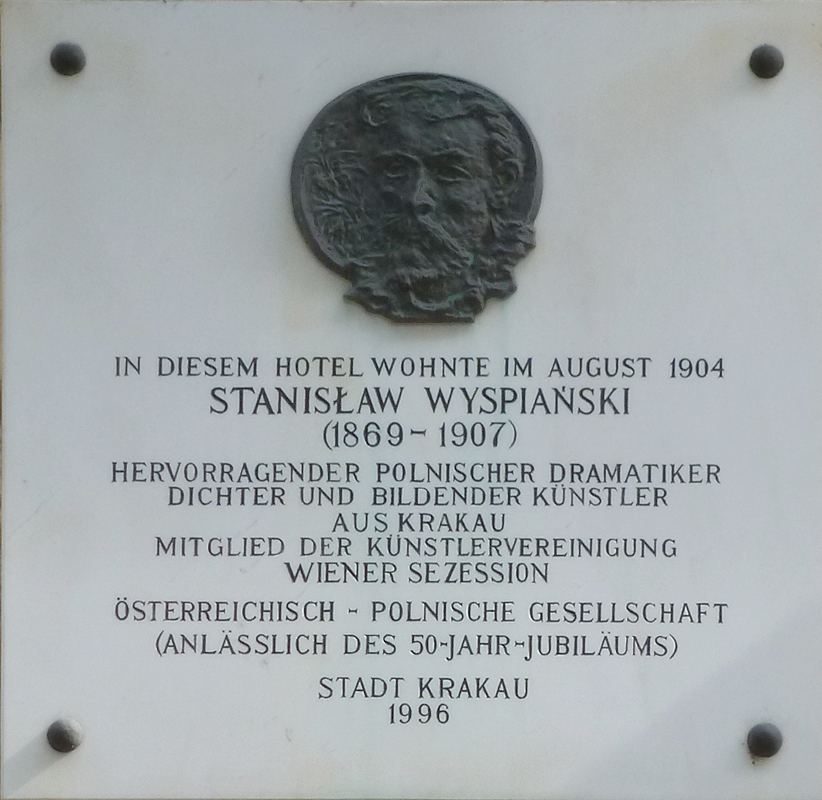 IN DIESEM HOTEL WOHNTE IM AUGUST 1904
STANISŁAW WYSPIAŃSKI
(1869-1907)
HERVORRAGENDER POLNISCHER DRAMATIKER
DICHTER UND BILDENDER KÜNSTLER
AUS KRAKAU
MITGLIED DER KÜNSTLERVEREINIGUNG
WIENER SEZESSION
ÖSTERREICHISCH - POLNISCHE GESELLSCHAFT
(ANLÄSSLICH DES 50-JAHR-JUBILÄUMS)
STADT KRAKAU
1996